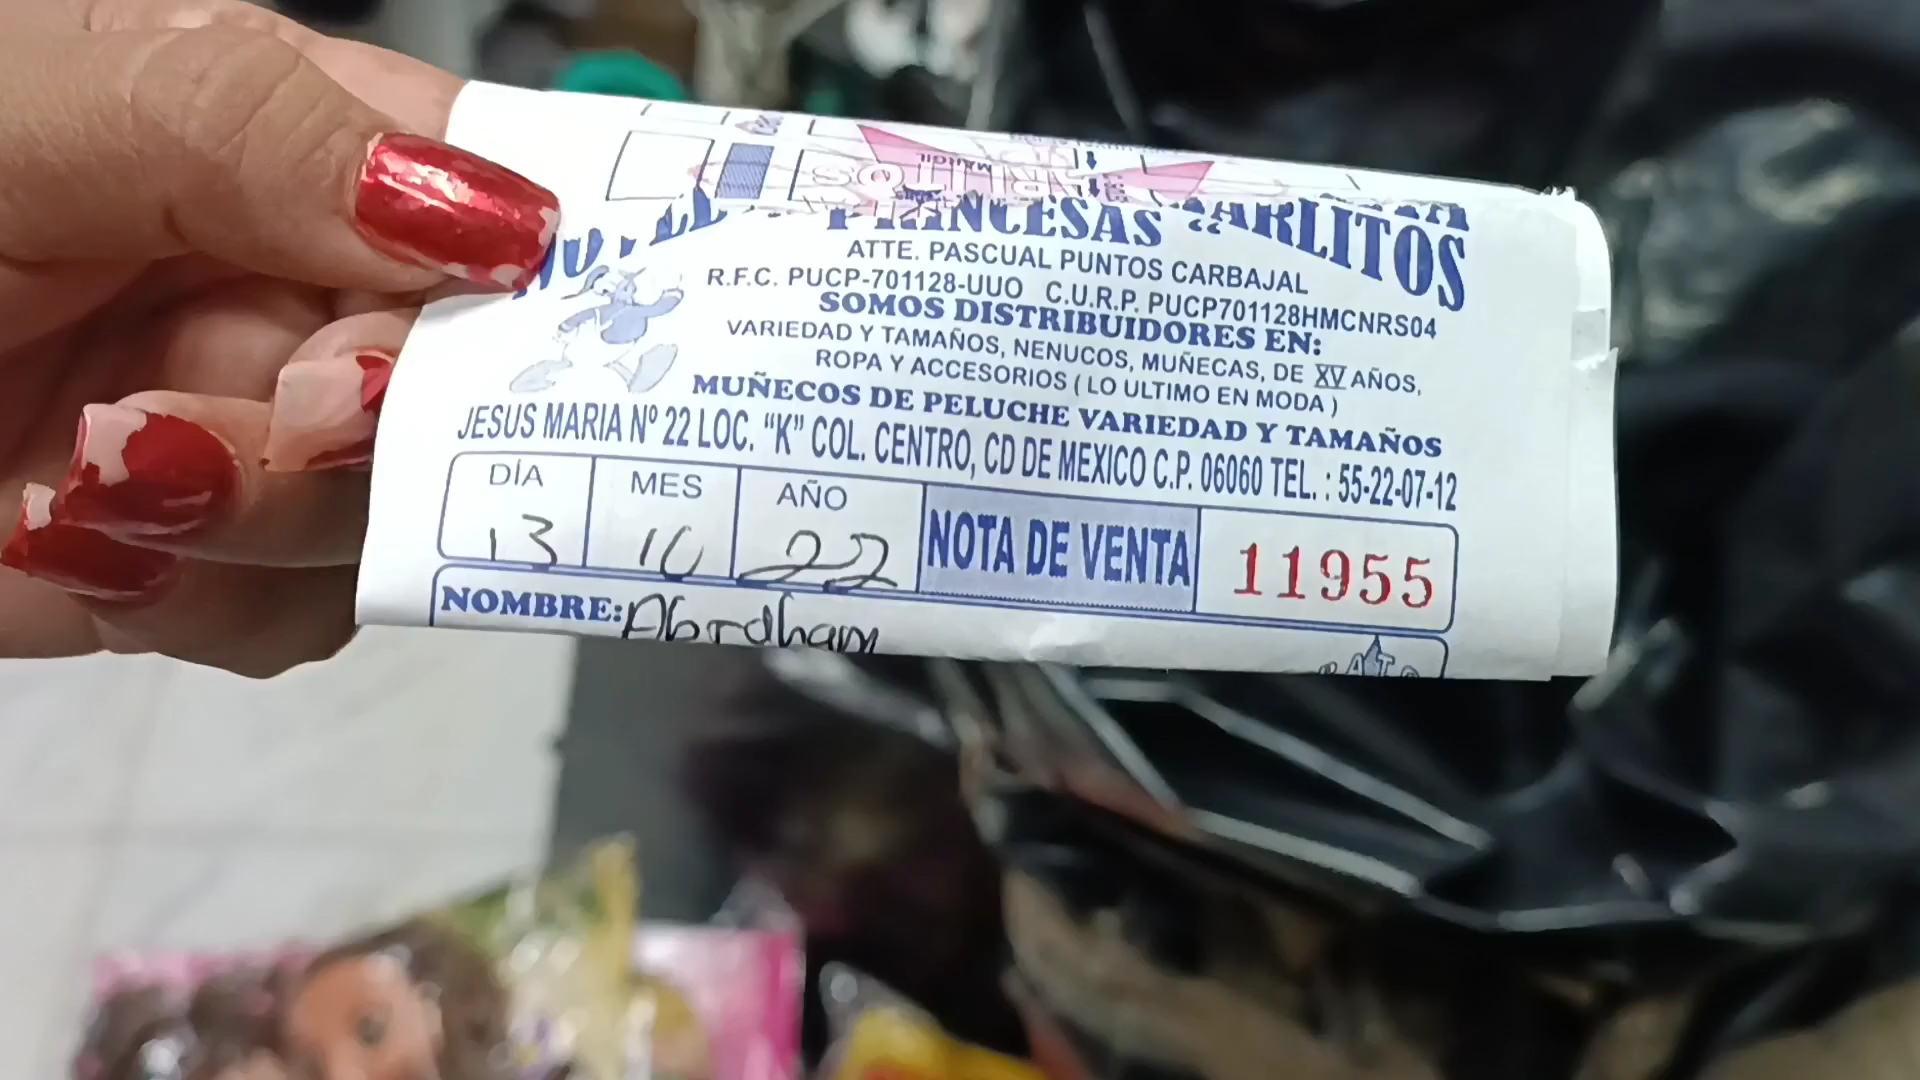 PRINCESAS "CARLITOS
ATTE. PASCUAL PUNTOS CARBAJAL
R.F.C. PUCP-701128-UUO C.U.R.P. PUCP701128HMCNRS04
SOMOS DISTRIBUIDORES EN:
VARIEDAD Y TAMAÑOS, NENUCOS, MUÑECAS, DE XV AÑOS,
ROPA Y ACCESORIOS ( LO ULTIMO EN MODA )
MUÑECOS DE PELUCHE VARIEDAD Y TAMAÑOS
JESUS MARIA Nº 22 LOC. "K" COL. CENTRO, CD DE MEXICO C.P. 06060 TEL. : 55-22-07-12
DÍA MES AÑO
13 10 22 NOTA DE VENTA 11955
NOMBRE: Abraham